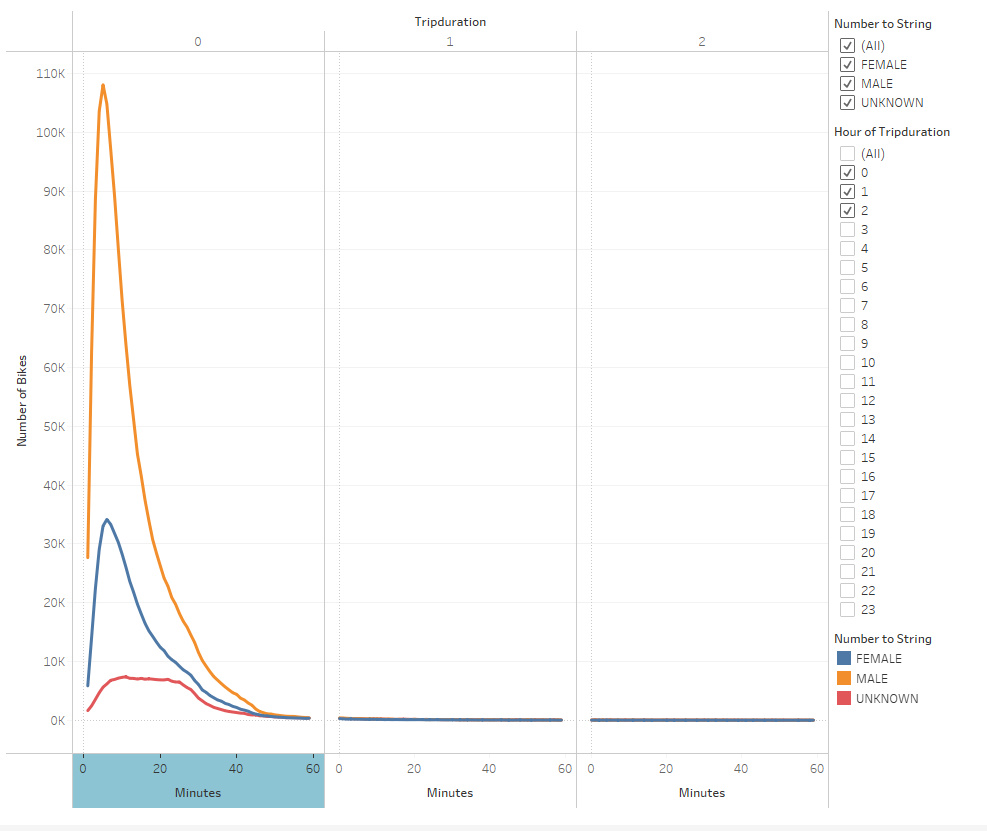 Tripduration
0 1 2
110K
100K
90K
80K
70K
60K
50K
40K
30K
20K
10K
0K
Number of Bikes
0 20 40 60 0 20 40 60 0 20 40 60
Minutes Minutes Minutes
Number to String
(All)
FEMALE
MALE
UNKNOWN
Hour of Tripduration
(All)
0
1
2
3
4
5
6
7
8
9
10
11
12
13
14
15
16
17
18
19
20
21
22
23
Number to String
FEMALE
MALE
UNKNOWN